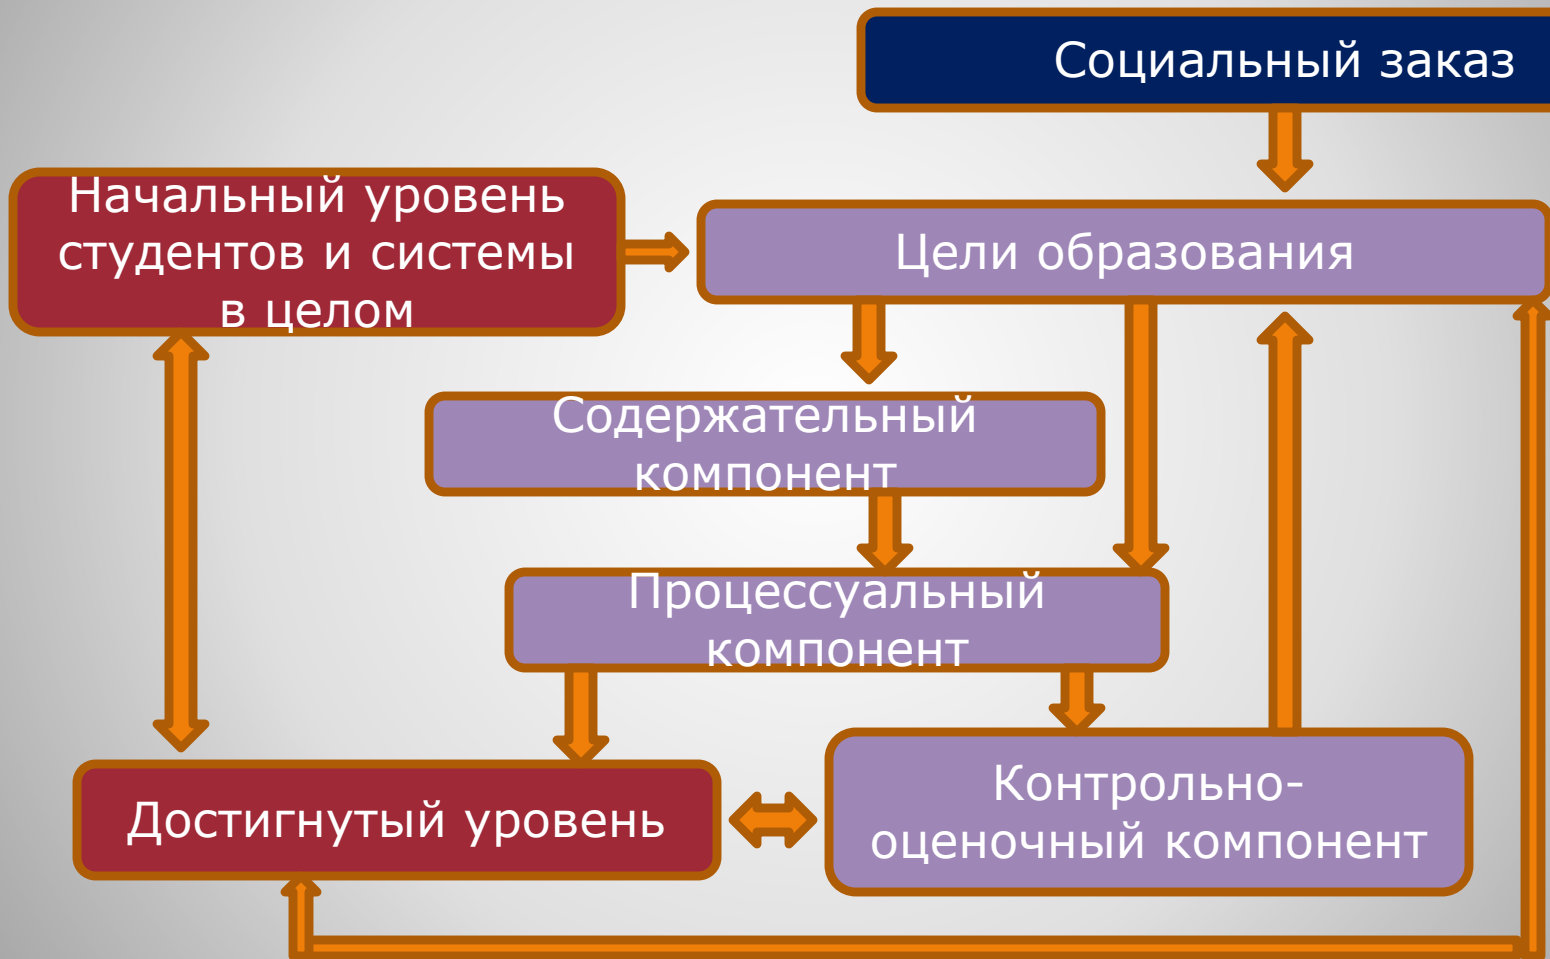 Социальный заказ
Начальный уровень
студентов и системы
в целом
Цели образования
Содержательный
компонент
Процессуальный
компонент
Достигнутый уровень
Контрольно-
оценочный компонент